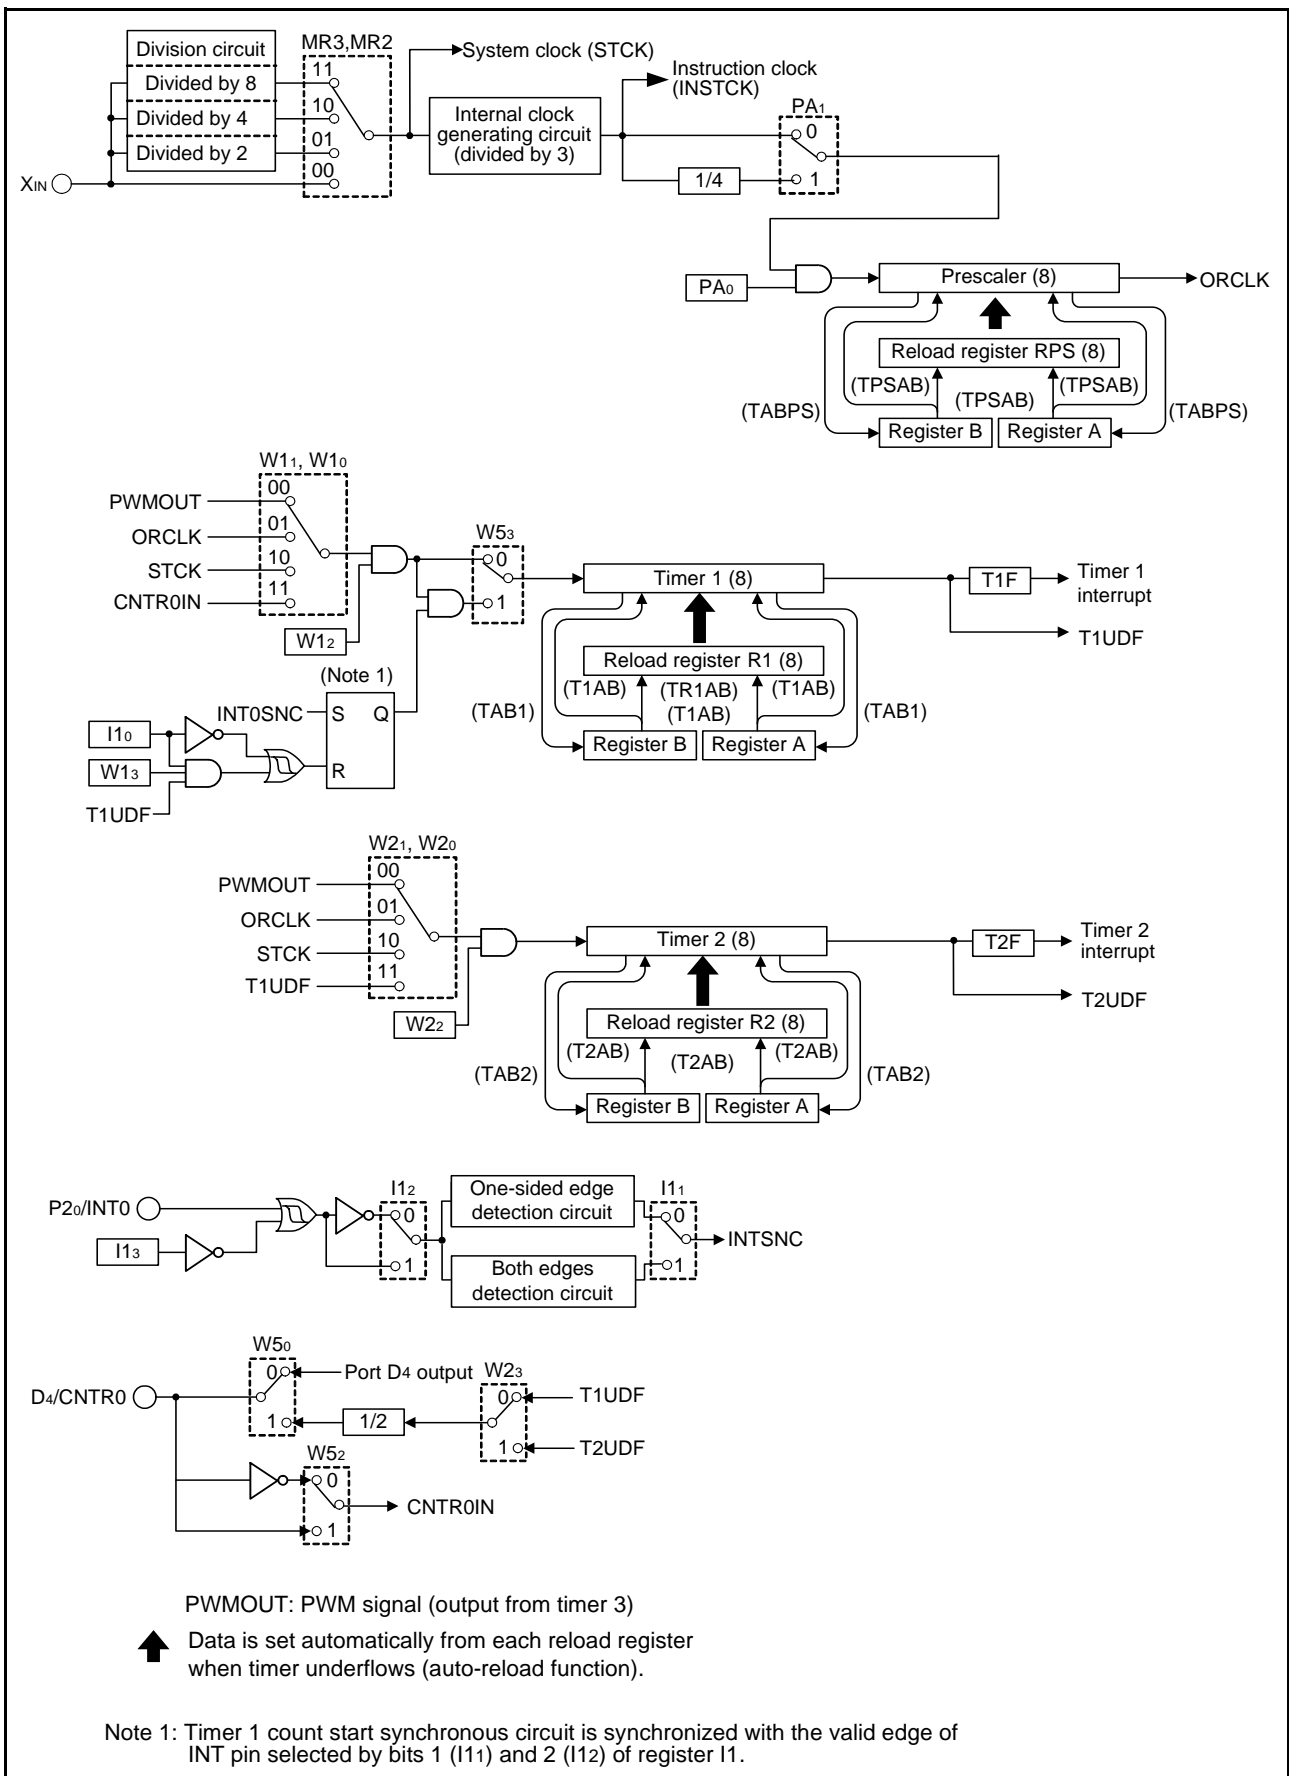 Division circuit
Divided by 8
Divided by 4
Divided by 2
XIN
MR3,MR2
11
10
01
00
System clock (STCK)
Internal clock
generating circuit
(divided by 3)
Instruction clock
(INSTCK)
1/4
PA1
0
1
PA0
Prescaler (8)
ORCLK
Reload register RPS (8)
(TPSAB)
(TPSAB)
(TPSAB)
(TABPS)
(TABPS)
Register B
Register A
W11, W10
PWMOUT
00
ORCLK
01
STCK
10
CNTR0IN
11
W12
W53
0
1
Timer 1 (8)
T1F
Timer 1
interrupt
T1UDF
Reload register R1 (8)
(T1AB)
(TR1AB)
(T1AB)
(T1AB)
(TAB1)
(TAB1)
Register B
Register A
(Note 1)
INT0SNC
S
Q
R
I10
W13
T1UDF
W21, W20
PWMOUT
00
ORCLK
01
STCK
10
T1UDF
11
W22
Timer 2 (8)
T2F
Timer 2
interrupt
T2UDF
Reload register R2 (8)
(T2AB)
(T2AB)
(T2AB)
(TAB2)
(TAB2)
Register B
Register A
P20/INT0
I13
I12
0
1
One-sided edge
detection circuit
Both edges
detection circuit
I11
0
1
INTSNC
D4/CNTR0
W50
0
Port D4 output
1
1/2
W23
0
T1UDF
1
T2UDF
W52
0
1
CNTR0IN
PWMOUT: PWM signal (output from timer 3)
Data is set automatically from each reload register
when timer underflows (auto-reload function).
Note 1: Timer 1 count start synchronous circuit is synchronized with the valid edge of
INT pin selected by bits 1 (I11) and 2 (I12) of register I1.